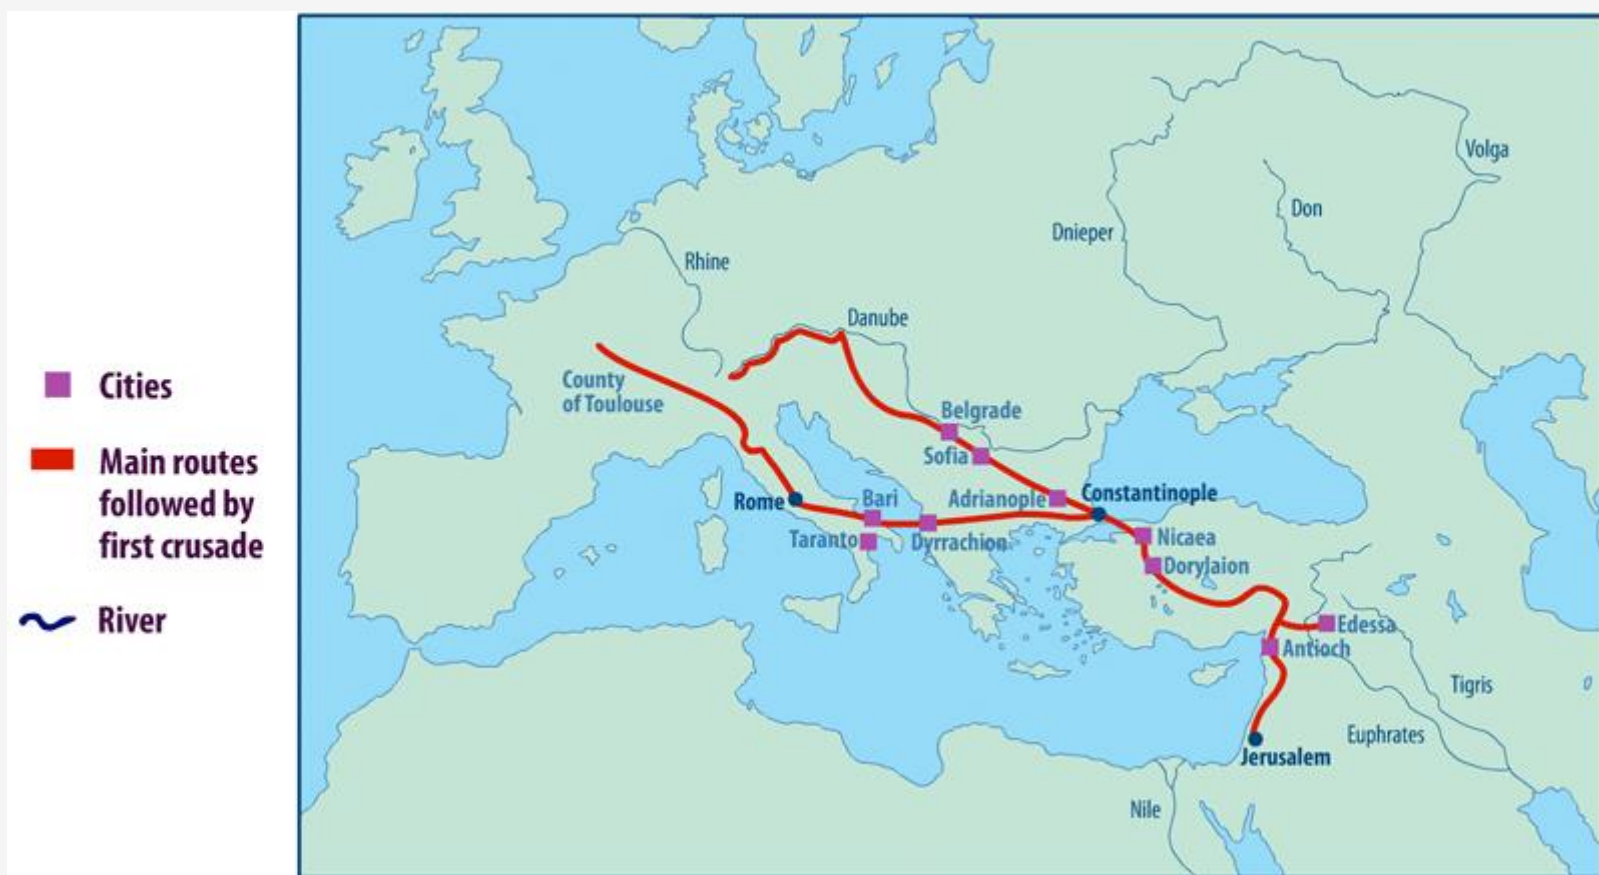 Cities
Main routes
followed by
first crusade
River
Volga
Don
Dnieper
Rhine
Danube
County
of Toulouse
Belgrade
Sofia
Rome
Bari
Adrianople
Constantinople
Taranto
Dyrrachion
Nicaea
Dorylaion
Edessa
Antioch
Tigris
Euphrates
Jerusalem
Nile